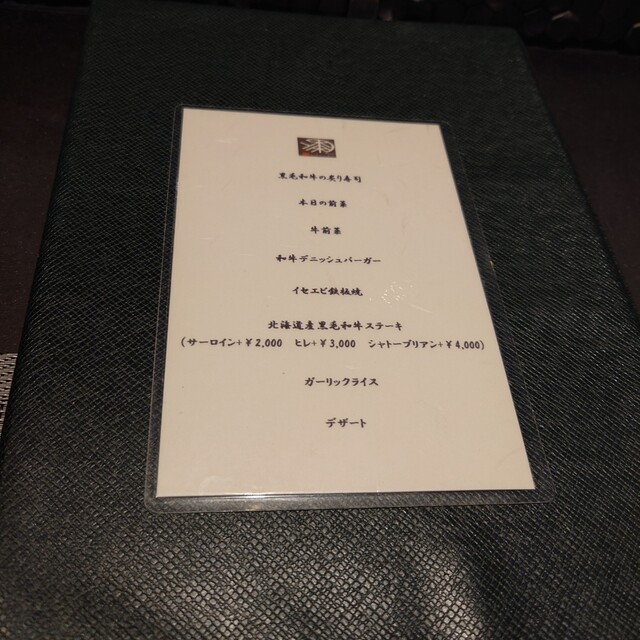 黒毛和牛の炙り寿司
本日の前菜
牛前菜
和牛デニッシュバーガー
イセエビ鉄板焼
北海道産黒毛和牛ステーキ
(サーロイン+¥2,000 ヒレ+¥3,000 シャトーブリアン+¥4,000)
ガーリックライス
デザート